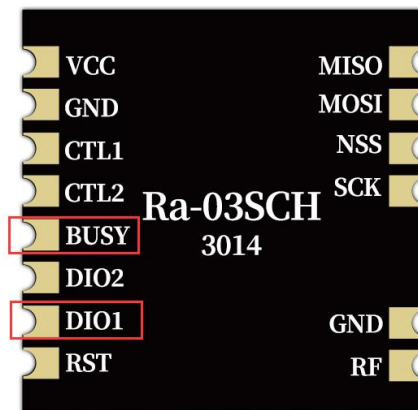 VCC
GND
CTL1
CTL2
BUSY
DIO2
DIO1
RST
Ra-03SCH
3014
MISO
MOSI
NSS
SCK
GND
RF